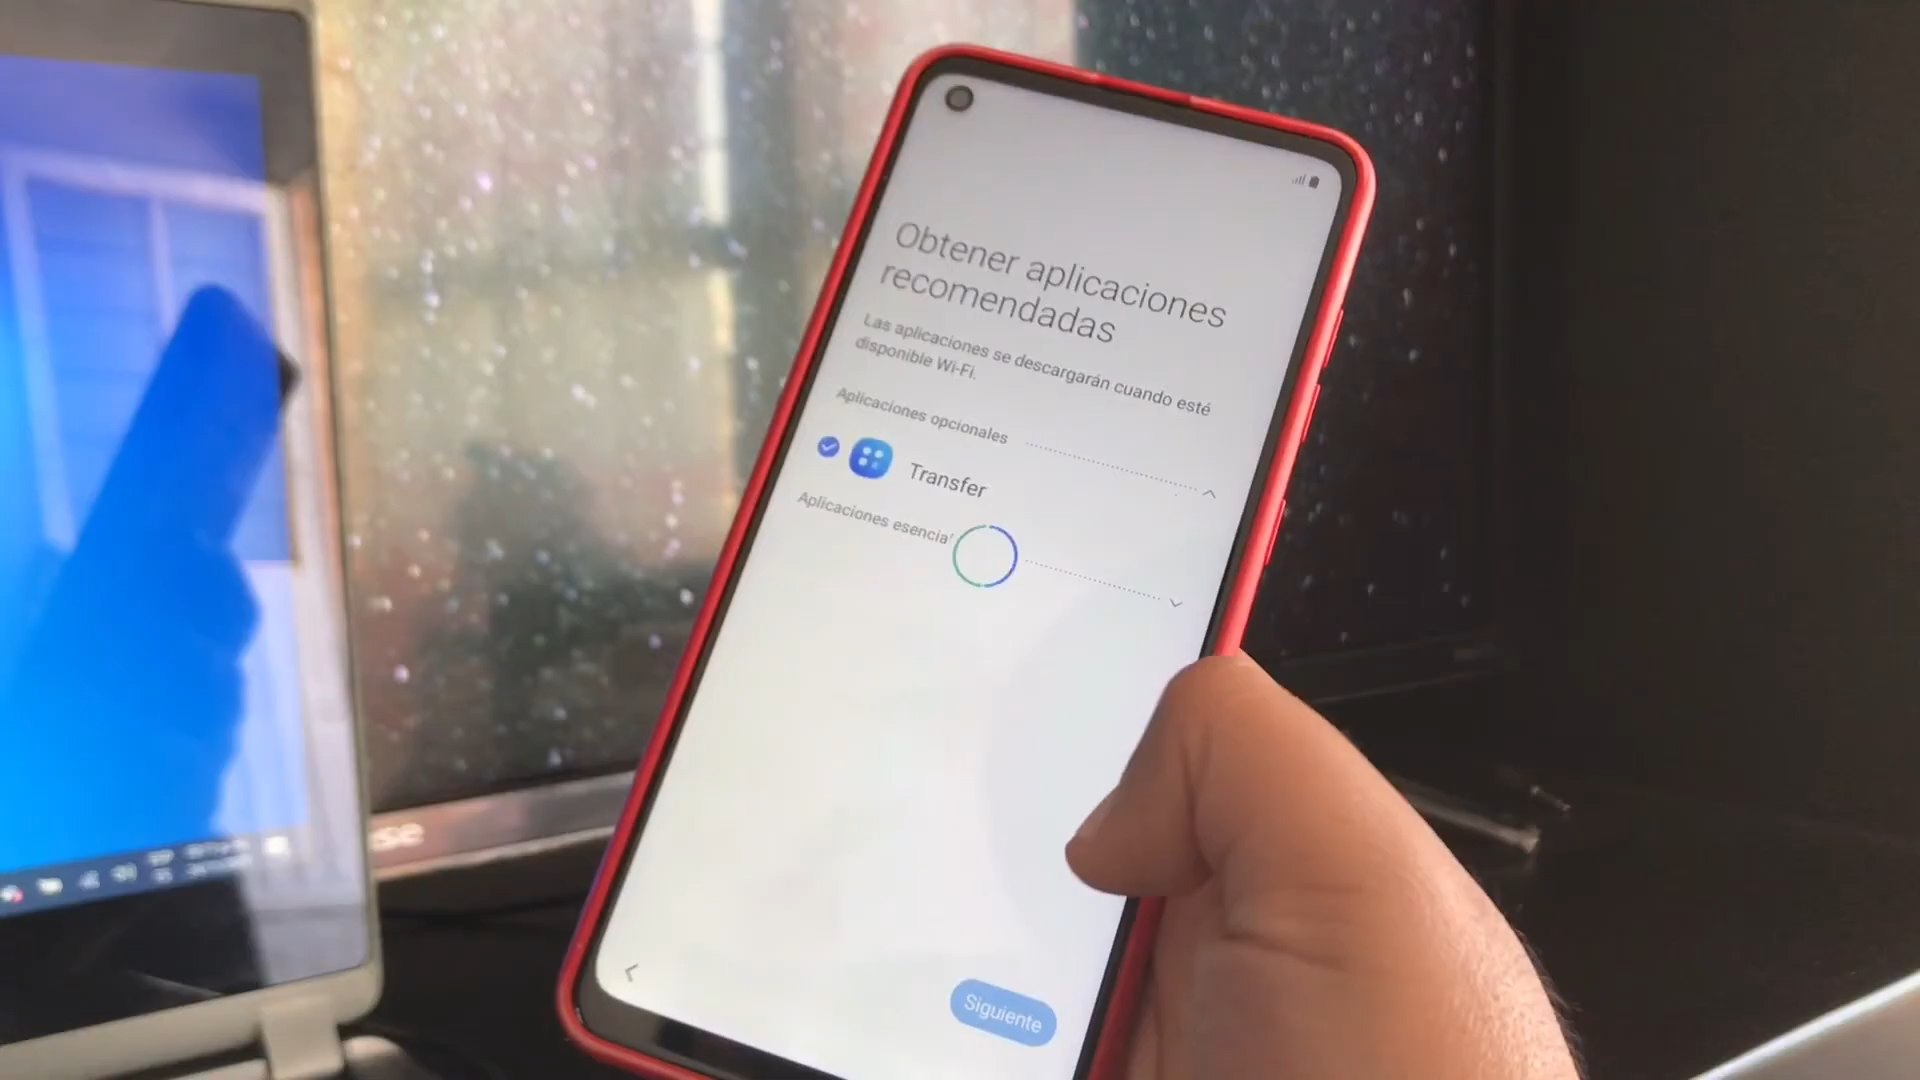 Obtener aplicaciones
recomendadas
Las aplicaciones se descargarán cuando esté
disponible Wi-Fi.
Aplicaciones opcionales
Transfer
Aplicaciones esencial
Siguiente